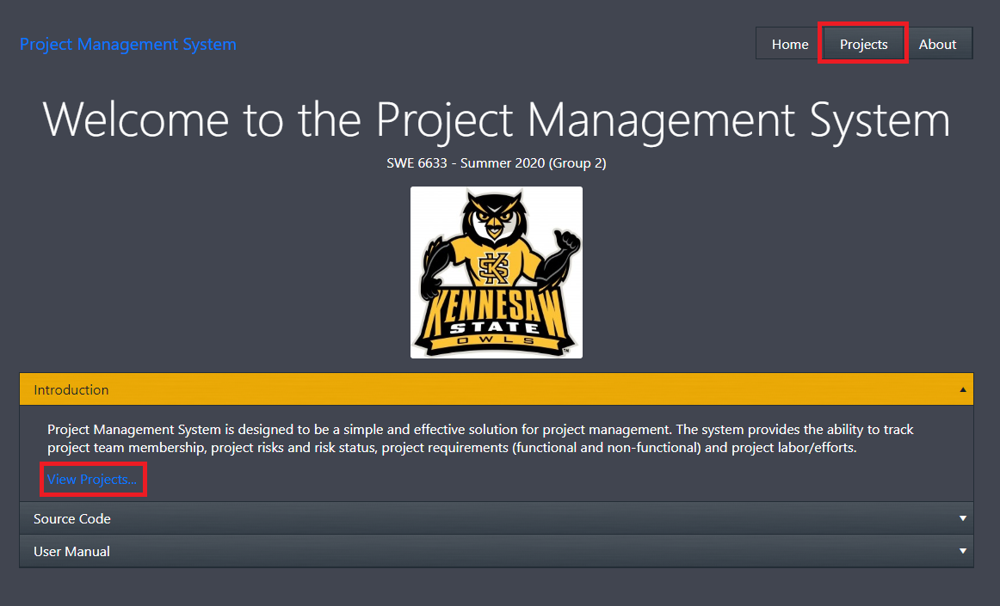 Project Management System
Home Projects About
Welcome to the Project Management System
SWE 6633 - Summer 2020 (Group 2)
KS
KENNESAW
STATE
OWLS
TM
Introduction
Project Management System is designed to be a simple and effective solution for project management. The system provides the ability to track
project team membership, project risks and risk status, project requirements (functional and non-functional) and project labor/efforts.
View Projects...
Source Code
User Manual